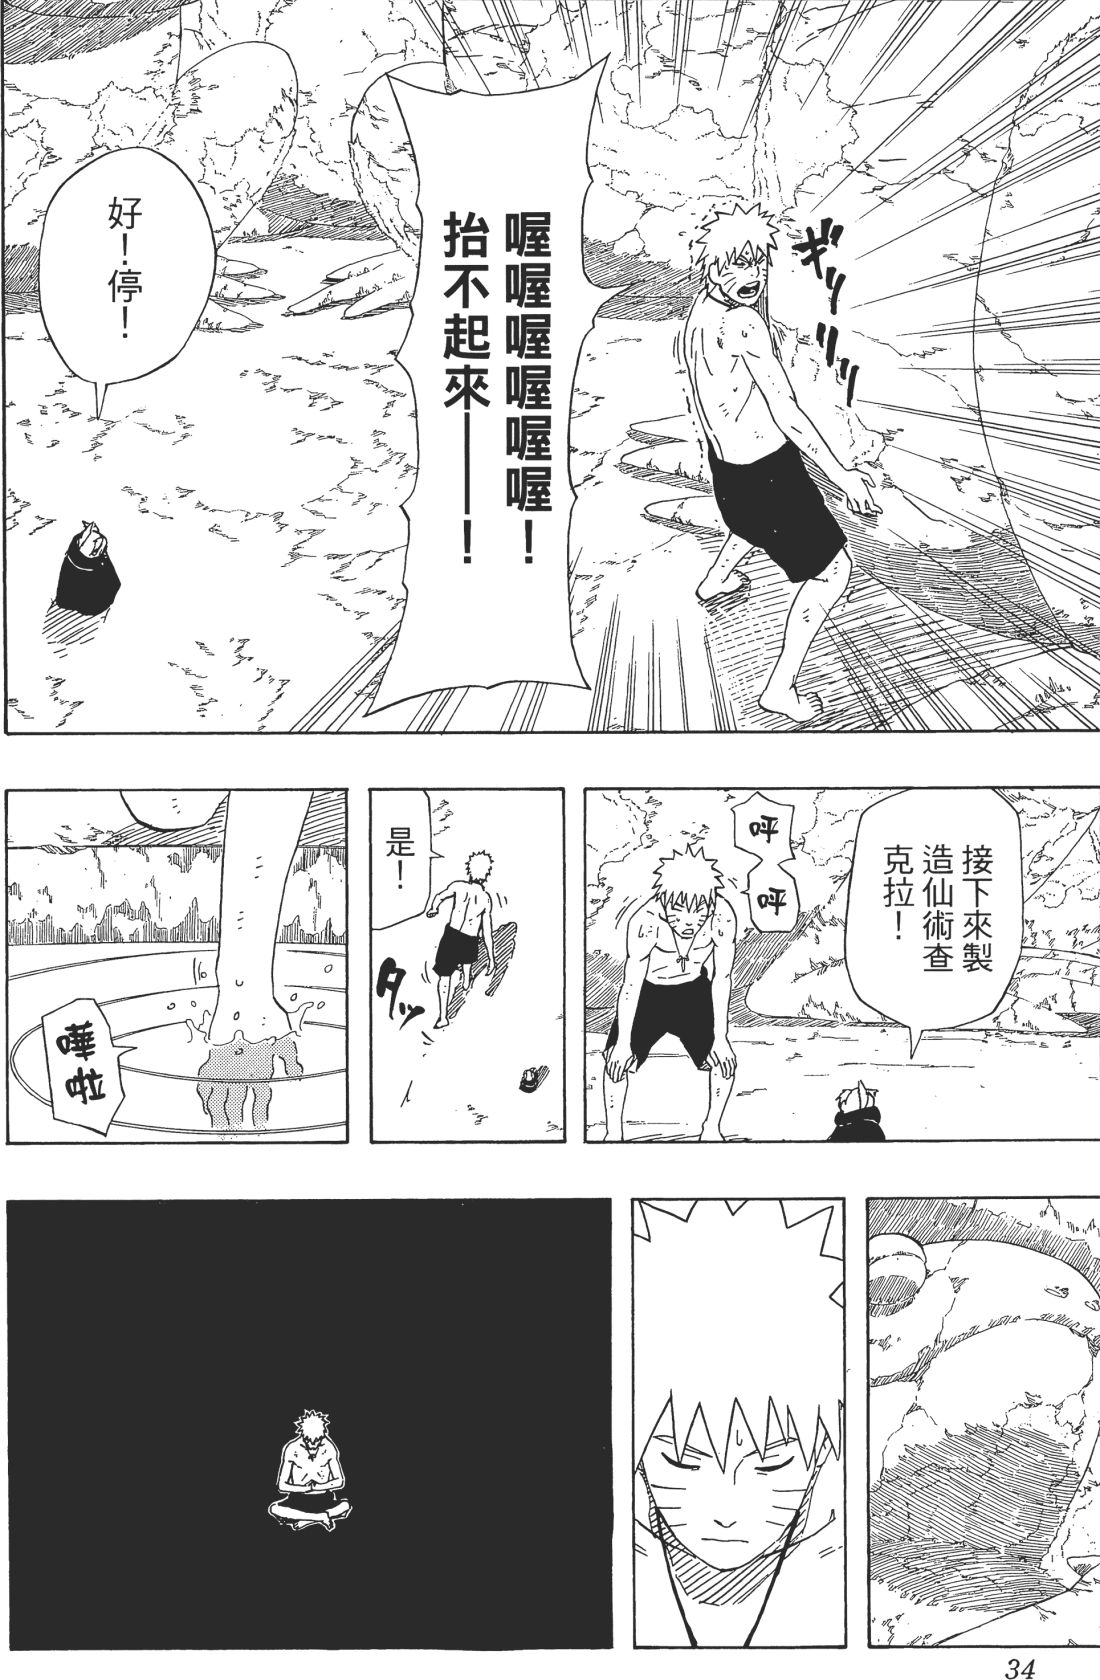 ギリリリ
喔喔喔喔喔喔！
抬不起來——！
好！停！
接下來製
造仙術查
克拉！
呼
呼
是！
タッ
嘩啦
34